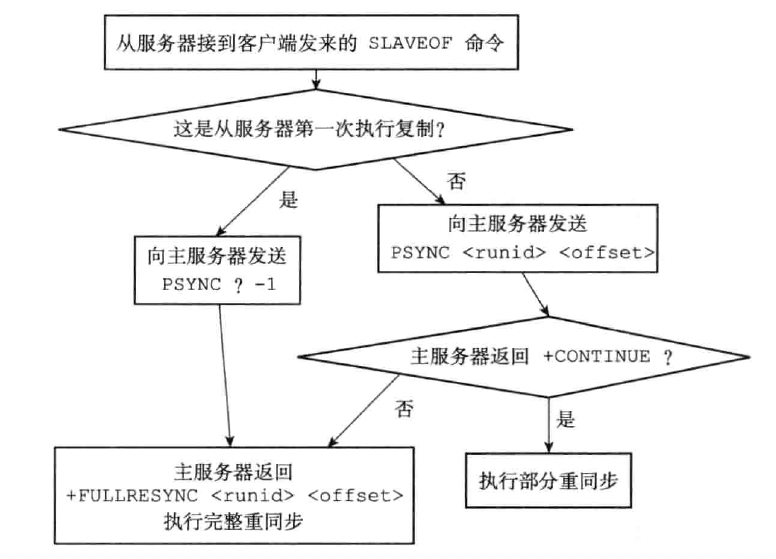 从服务器接到客户端发来的 SLAVEOF 命令
这是从服务器第一次执行复制?
是
否
向主服务器发送
PSYNC ? -1
向主服务器发送
PSYNC <runid> <offset>
主服务器返回 +CONTINUE ?
否
是
主服务器返回
+FULLRESYNC <runid> <offset>
执行完整重同步
执行部分重同步